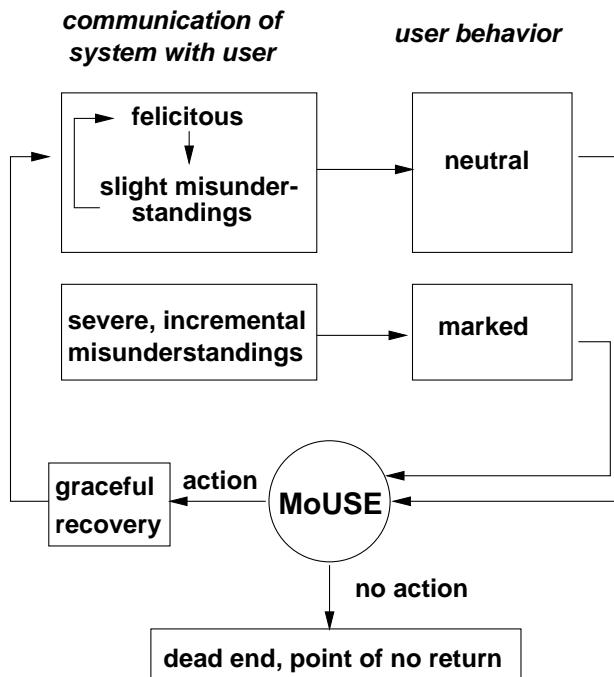 communication of
system with user
user behavior
felicitous
slight misunder-
standings
neutral
severe, incremental
misunderstandings
marked
graceful
recovery
action
MoUSE
no action
dead end, point of no return